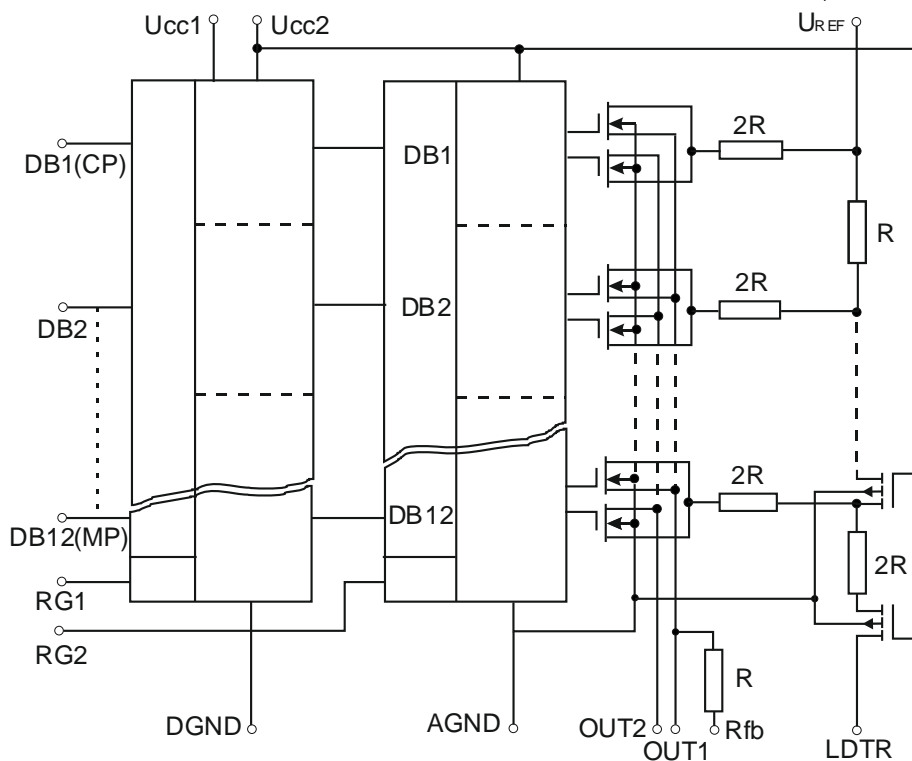 Ucc1
Ucc2
UREF
DB1(CP)
DB1
2R
R
DB2
DB2
2R
DB12(MP)
DB12
2R
2R
RG1
RG2
R
DGND
AGND
OUT2
OUT1
Rfb
LDTR